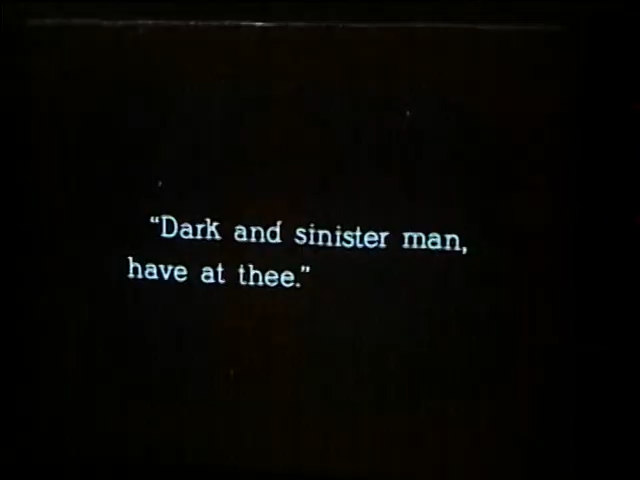 “Dark and sinister man,
have at thee.”